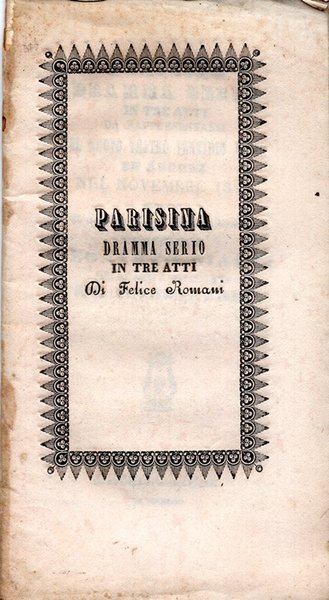 PARISINA
DRAMMA SERIO
IN TRE ATTI
Di Felice Romani